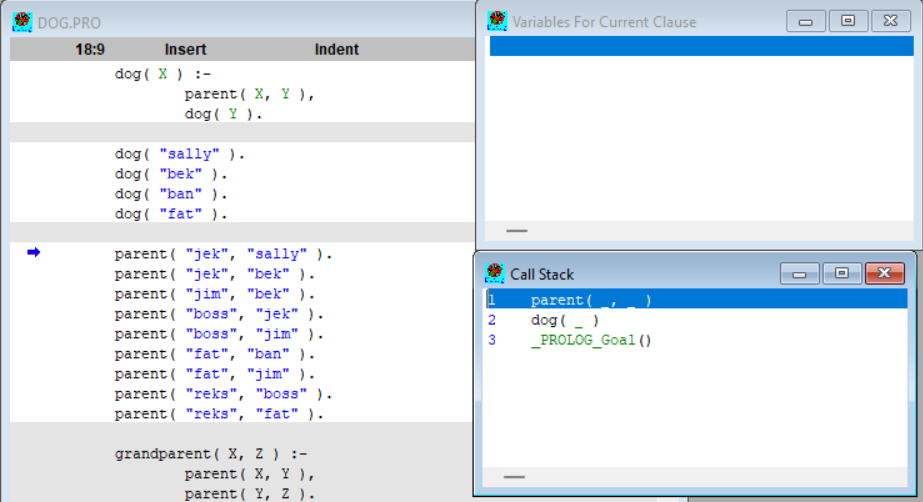 DOG.PRO
18:9 Insert Indent
dog( X ) :-
parent( X, Y ),
dog( Y ).
dog( "sally" ).
dog( "bek" ).
dog( "ban" ).
dog( "fat" ).
parent( "jek", "sally" ).
parent( "jek", "bek" ).
parent( "jim", "bek" ).
parent( "boss", "jek" ).
parent( "boss", "jim" ).
parent( "fat", "ban" ).
parent( "fat", "jim" ).
parent( "reks", "boss" ).
parent( "reks", "fat" ).
grandparent( X, Z ) :-
parent( X, Y ),
parent( Y, Z ).
Variables For Current Clause
Call Stack
1 parent( _, _ )
2 dog( _ )
3 _PROLOG_Goal()